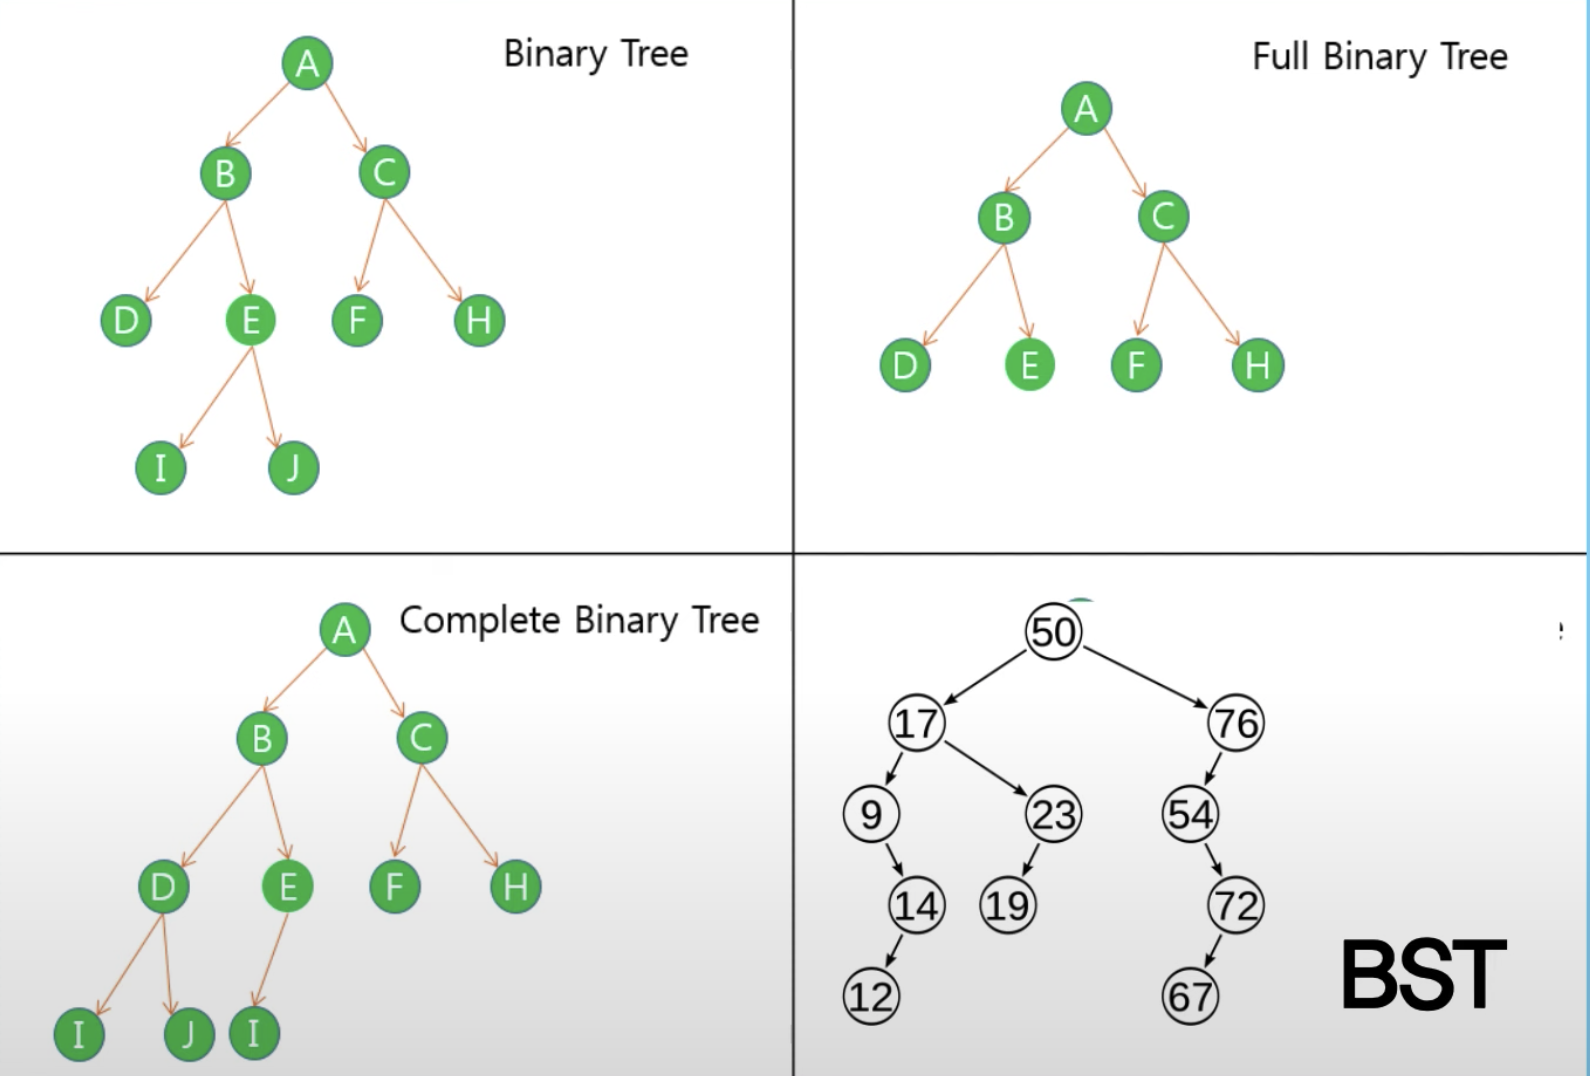 Binary Tree
A
B C
D E F H
I J
Full Binary Tree
A
B C
D E F H
Complete Binary Tree
A
B C
D E F H
I J I
50
17 76
9 23 54
14 19 72
12 67
BST